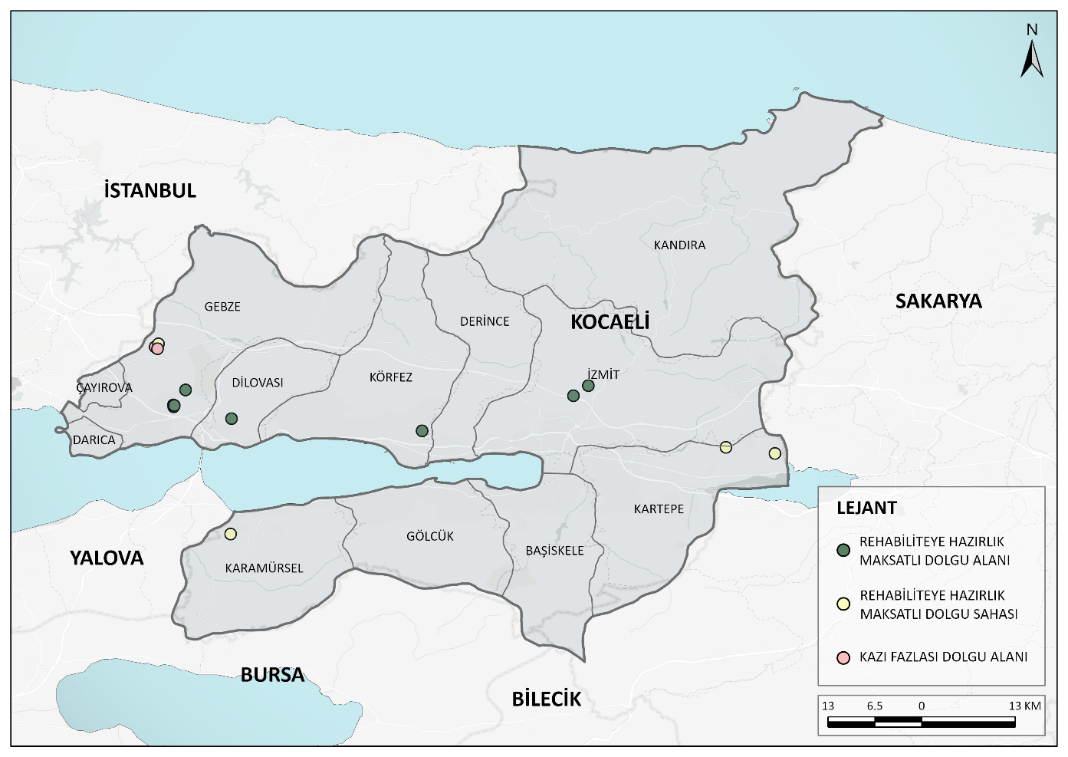 N
İSTANBUL
KANDIRA
SAKARYA
GEBZE
DERİNCE
KOCAELİ
ÇAYIROVA
DİLOVASI
KÖRFEZ
İZMİT
DARICA
KARTEPE
GÖLCÜK
BAŞİSKELE
YALOVA
KARAMÜRSEL
BURSA
BİLECİK
LEJANT
REHABİLİTEYE HAZIRLIK
MAKSATLI DOLGU ALANI
REHABİLİTEYE HAZIRLIK
MAKSATLI DOLGU SAHASI
KAZI FAZLASI DOLGU ALANI
13 6.5 0 13 KM